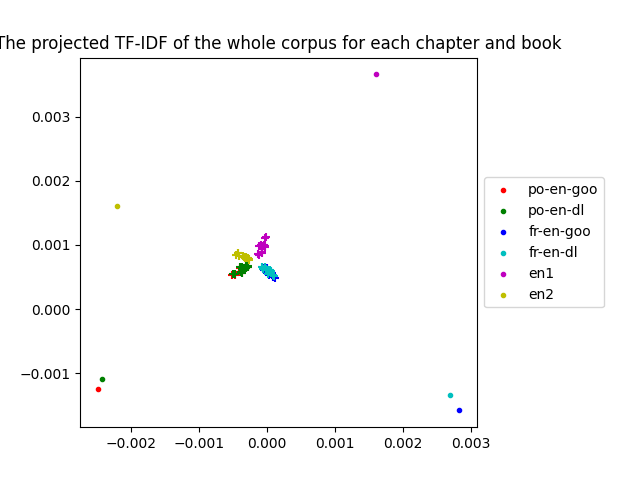 The projected TF-IDF of the whole corpus for each chapter and book
0.003
0.002
0.001
0.000
−0.001
−0.002
−0.001
0.000
0.001
0.002
0.003
po-en-goo
po-en-dl
fr-en-goo
fr-en-dl
en1
en2